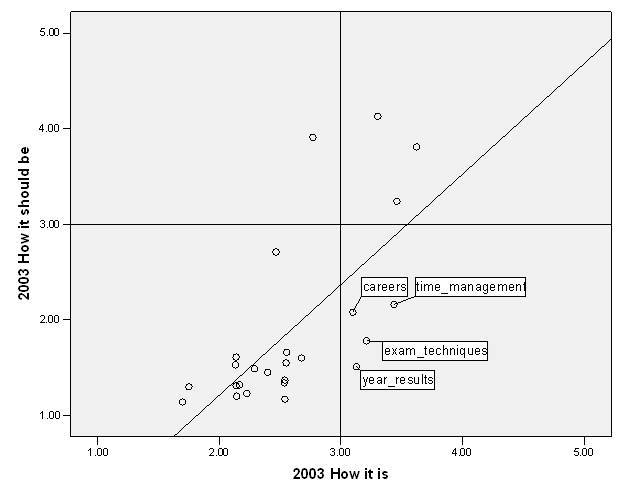 5.00
4.00
3.00
2.00
1.00
2003 How it should be
careers
time_management
exam_techniques
year_results
1.00
2.00
3.00
4.00
5.00
2003 How it is